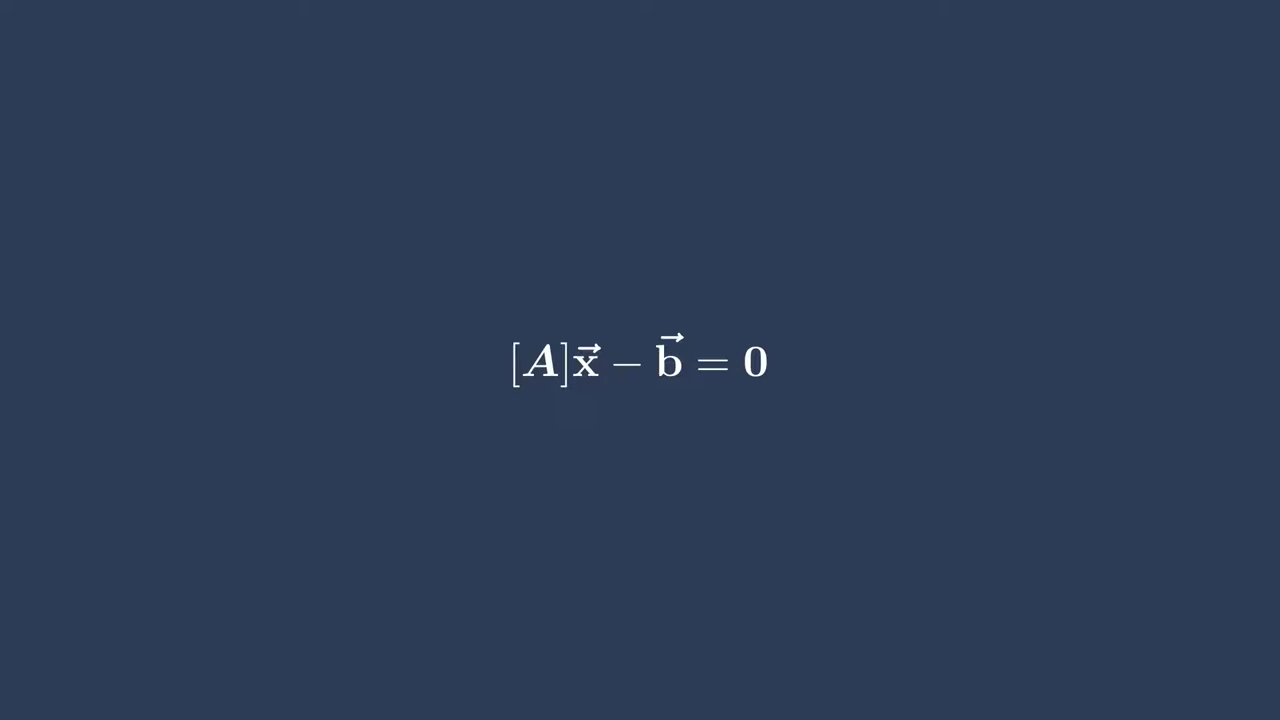 [A]x⃗ − b⃗ = 0